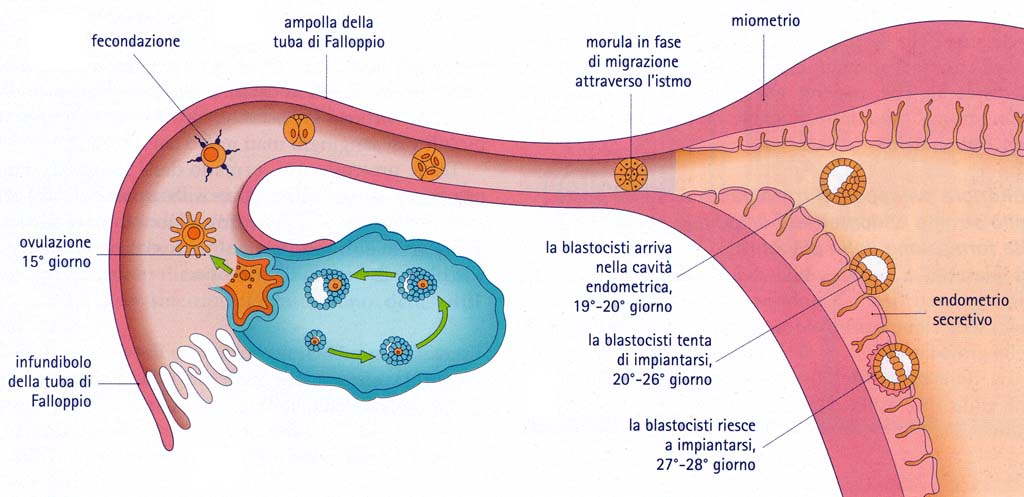 fecondazione
ampolla della
tuba di Falloppio
morula in fase
di migrazione
attraverso l'istmo
miometrio
ovulazione
15° giorno
infundibolo
della tuba di
Falloppio
la blastocisti arriva
nella cavità
endometrica,
19°-20° giorno
la blastocisti tenta
di impiantarsi,
20°-26° giorno
la blastocisti riesce
a impiantarsi,
27°-28° giorno
endometrio
secretivo